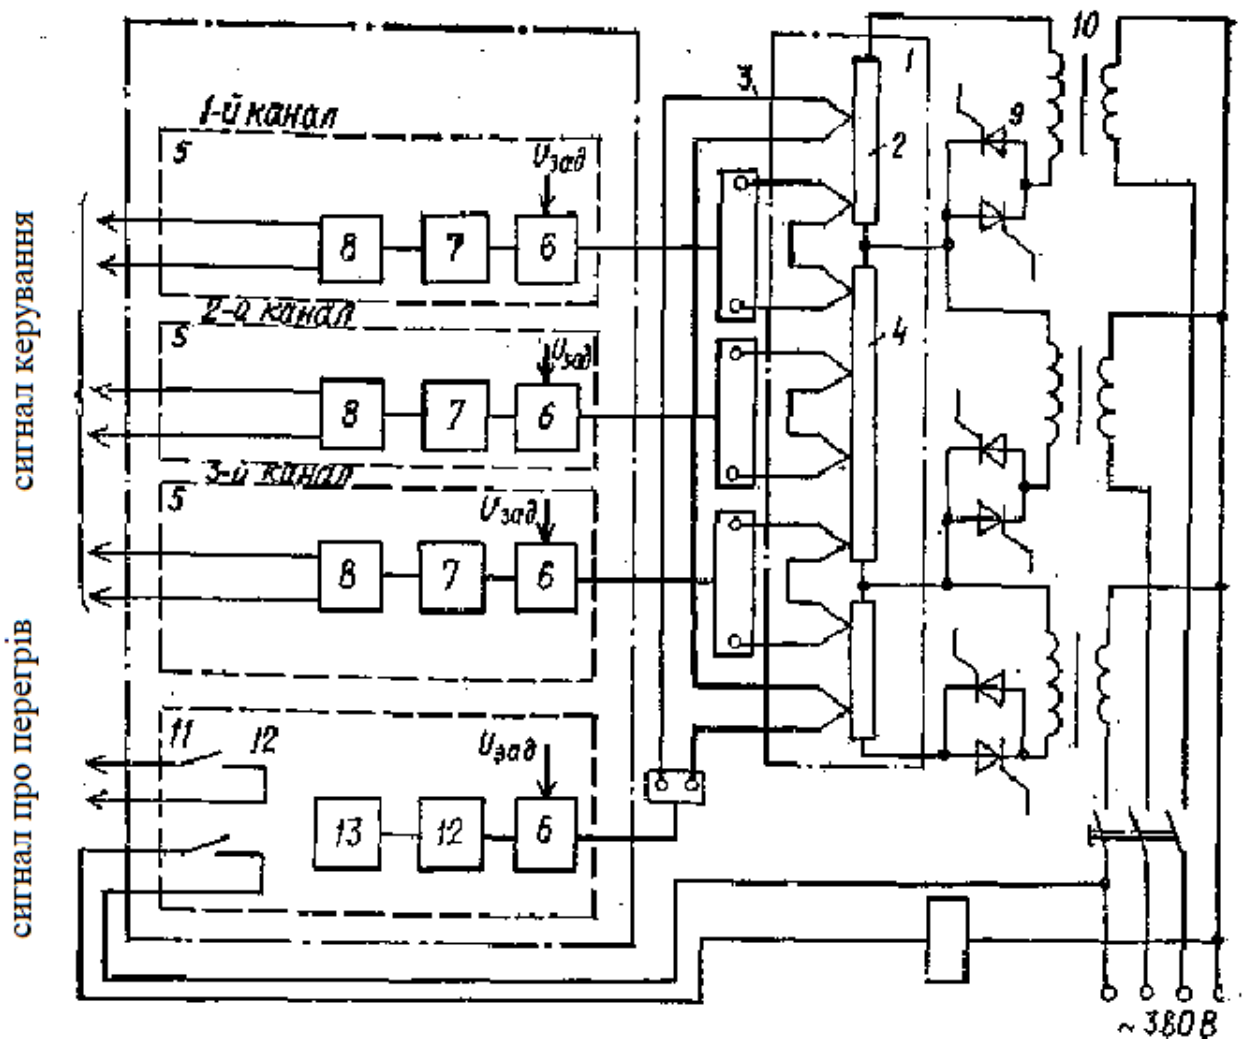 10
1
3
9
2
1-й канал
5
Uзад
8
7
6
сигнал керування
2-й канал
5
Uзад
4
8
7
6
3-й канал
5
Uзад
8
7
6
сигнал про перегрів
11
12
Uзад
13
12
6
~380 В